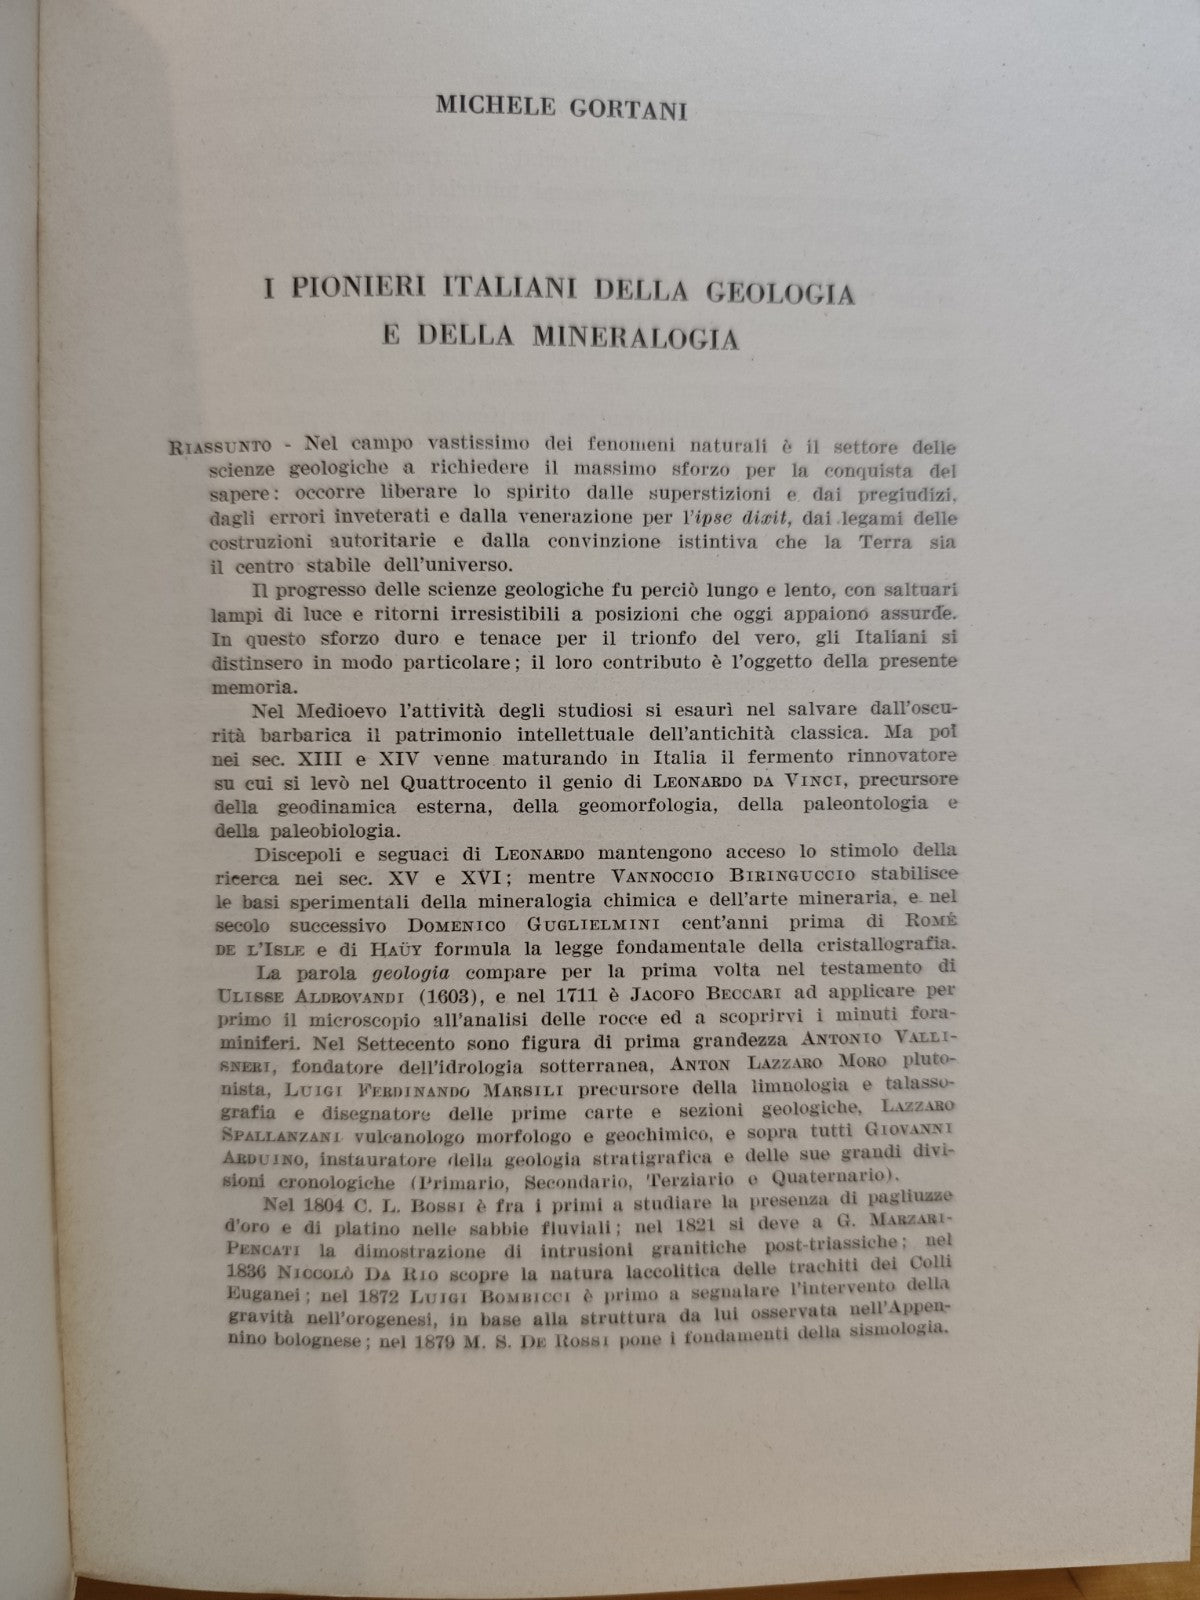 MICHELE GORTANI
I PIONIERI ITALIANI DELLA GEOLOGIA
E DELLA MINERALOGIA
RIASSUNTO - Nel campo vastissimo dei fenomeni naturali è il settore delle
scienze geologiche a richiedere il massimo sforzo per la conquista del
sapere: occorre liberare lo spirito dalle superstizioni e dai pregiudizi,
dagli errori inveterati e dalla venerazione per l'ipse dixit, dai legami delle
costruzioni autoritarie e dalla convinzione istintiva che la Terra sia
il centro stabile dell'universo.
Il progresso delle scienze geologiche fu perciò lungo e lento, con saltuari
lampi di luce e ritorni irresistibili a posizioni che oggi appaiono assurde.
In questo sforzo duro e tenace per il trionfo del vero, gli Italiani si
distinsero in modo particolare; il loro contributo è l'oggetto della presente
memoria.
Nel Medioevo l'attività degli studiosi si esaurì nel salvare dall'oscu-
rità barbarica il patrimonio intellettuale dell'antichità classica. Ma poi
nei sec. XIII e XIV venne maturando in Italia il fermento rinnovatore
su cui si levò nel Quattrocento il genio di LEONARDO DA VINCI, precursore
della geodinamica esterna, della geomorfologia, della paleontologia e
della paleobiologia.
Discepoli e seguaci di LEONARDO mantengono acceso lo stimolo della
ricerca nei sec. XV e XVI; mentre VANNOCCIO BIRINGUCCIO stabilisce
le basi sperimentali della mineralogia chimica e dell'arte mineraria, e nel
secolo successivo DOMENICO GUGLIELMINI cent'anni prima di ROMÉ
DE L'ISLE e di HAÜY formula la legge fondamentale della cristallografia.
La parola geologia compare per la prima volta nel testamento di
ULISSE ALDROVANDI (1603), e nel 1711 è JACOPO BECCARI ad applicare per
primo il microscopio all'analisi delle rocce ed a scoprirvi i minuti fora-
miniferi. Nel Settecento sono figura di prima grandezza ANTONIO VALLI-
SNERI, fondatore dell'idrologia sotterranea, ANTON LAZZARO MORO pluto-
nista, LUIGI FERDINANDO MARSILI precursore della limnologia e talasso-
grafia e disegnatore delle prime carte e sezioni geologiche, LAZZARO
SPALLANZANI vulcanologo morfologo e geochimico, e sopra tutti GIOVANNI
ARDUINO, instauratore della geologia stratigrafica e delle sue grandi divi-
sioni cronologiche (Primario, Secondario, Terziario e Quaternario).
Nel 1804 C. L. BOSSI è fra i primi a studiare la presenza di pagliuzze
d'oro e di platino nelle sabbie fluviali; nel 1821 si deve a G. MARZARI-
PENCATI la dimostrazione di intrusioni granitiche post-triassiche; nel
1836 NICCOLÒ DA RIO scopre la natura laccolitica delle trachiti dei Colli
Euganei; nel 1872 LUIGI BOMBICCI è primo a segnalare l'intervento della
gravità nell'orogenesi, in base alla struttura da lui osservata nell'Appen-
nino bolognese; nel 1879 M. S. DE ROSSI pone i fondamenti della sismologia.